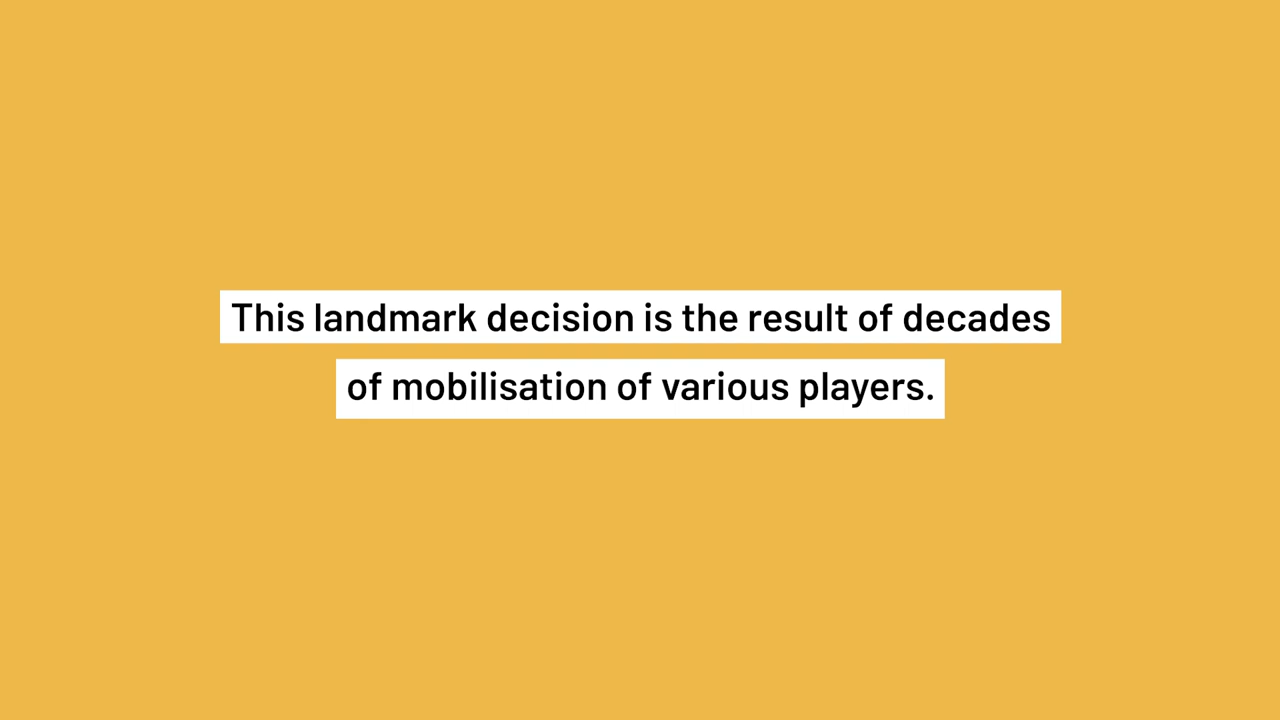 This landmark decision is the result of decades
of mobilisation of various players.